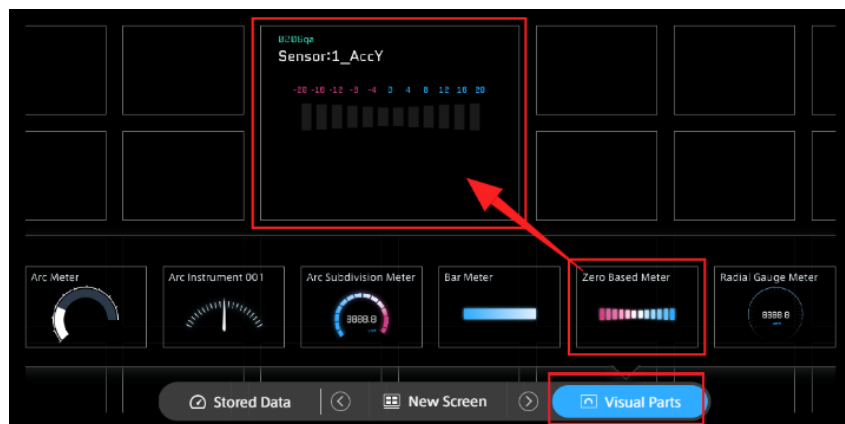 0206qa
Sensor:1_AccY
-20 -16 -12 -8 -4 0 4 8 12 16 20
Arc Meter
Arc Instrument 001
Arc Subdivision Meter
Bar Meter
Zero Based Meter
Radial Gauge Meter
3888.8
8388.8
Stored Data
New Screen
Visual Parts